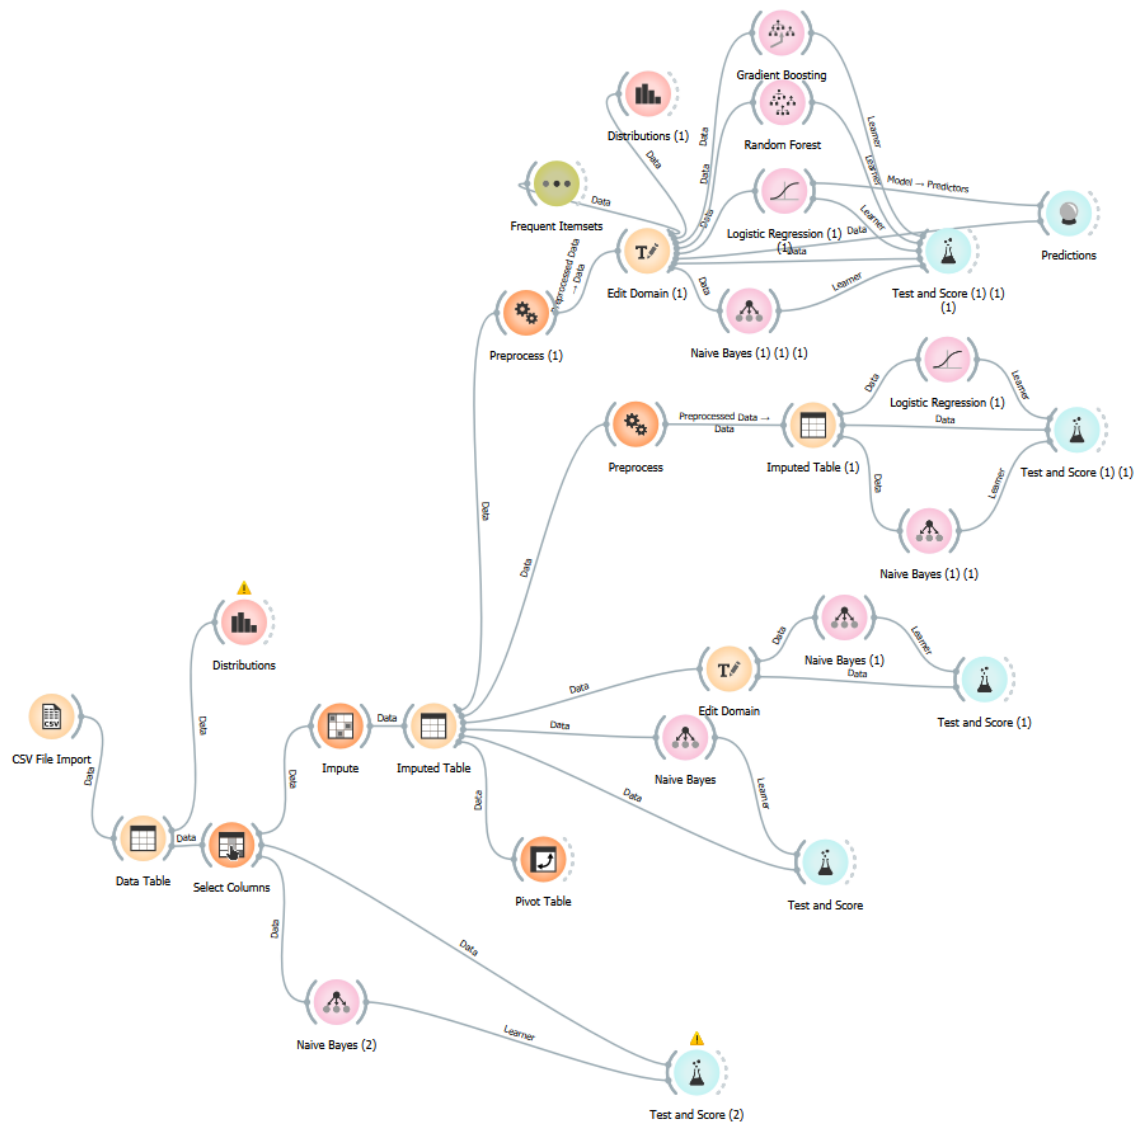 Gradient Boosting
Data
Learner
Distributions (1)
Data
Random Forest
Data
Learner
Model → Predictors
Frequent Itemsets
Data
Data
Logistic Regression (1)
(1)
Learner
Data
Data
Predictions
Preprocessed Data
→ Data
Edit Domain (1)
Test and Score (1) (1)
(1)
Data
Learner
Preprocess (1)
Naive Bayes (1) (1) (1)
Data
Logistic Regression (1)
Learner
Preprocessed Data →
Data
Data
Preprocess
Imputed Table (1)
Test and Score (1) (1)
Data
Learner
Data
Data
Naive Bayes (1) (1)
CSV
CSV File Import
Data
Distributions
Data
Data
Naive Bayes (1)
Learner
Data
Data
Edit Domain
Test and Score (1)
Data
Impute
Data
Imputed Table
Data
Naive Bayes
Learner
Data
Data
Data
Data Table
Select Columns
Pivot Table
Test and Score
Data
Data
Naive Bayes (2)
Learner
Test and Score (2)